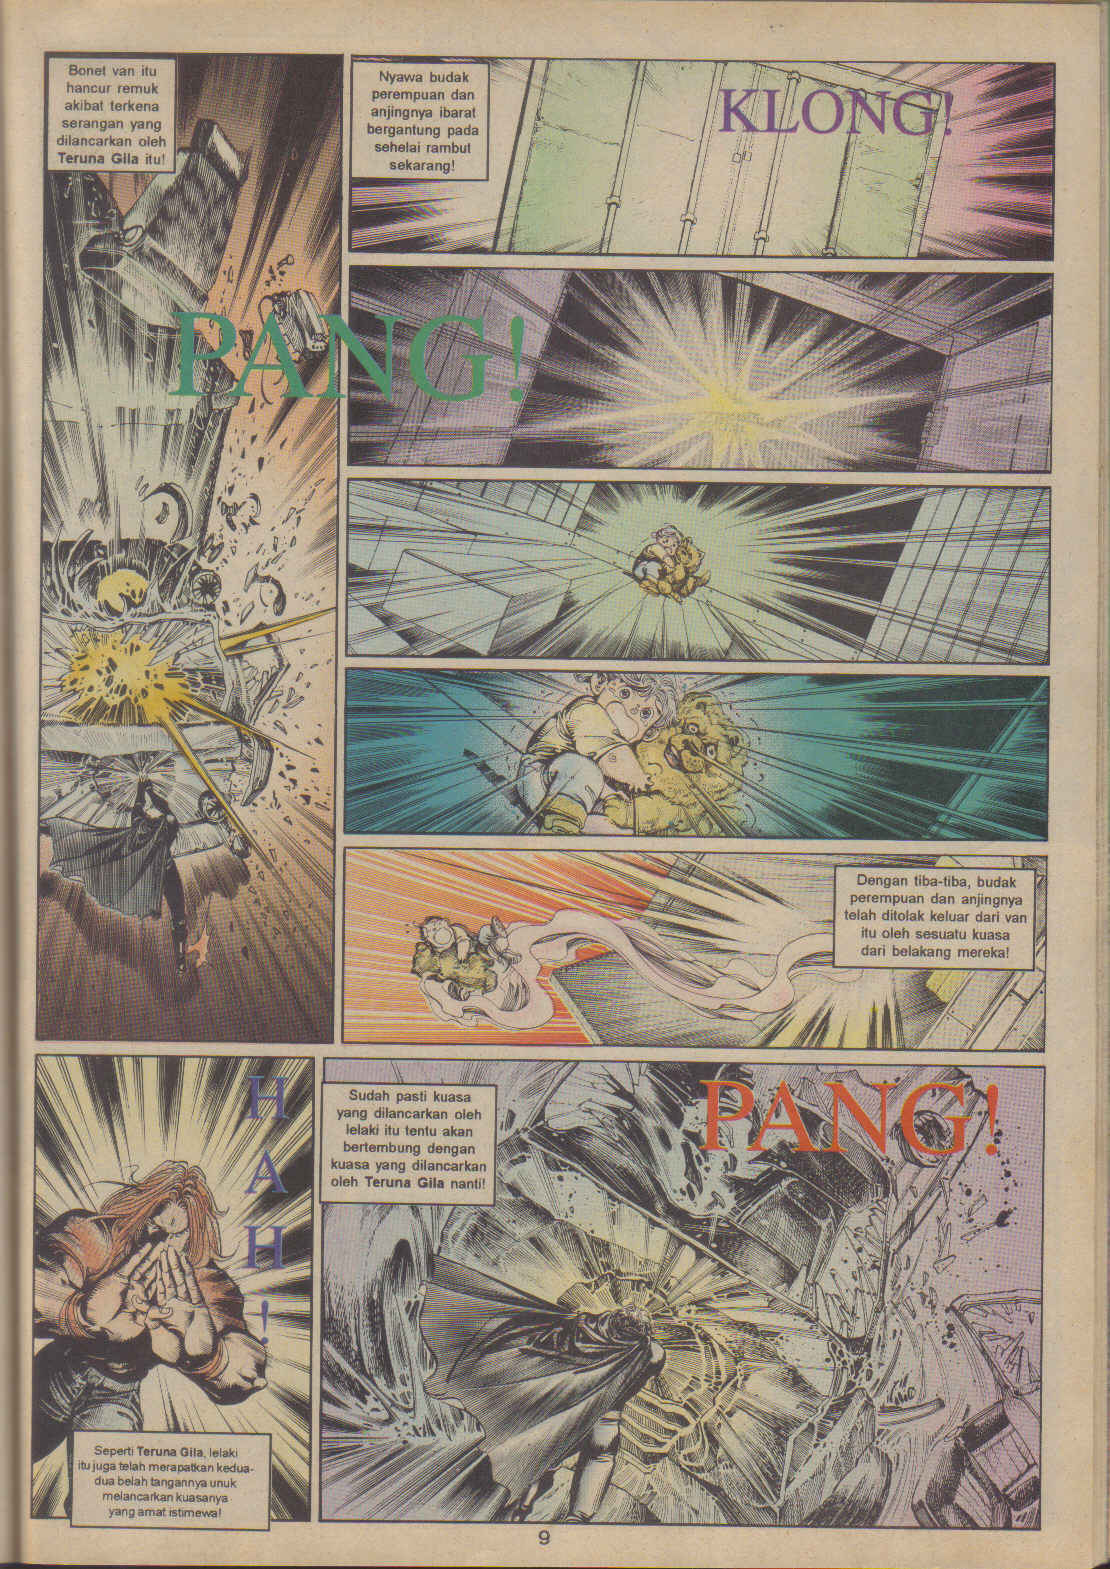 Bonet van itu
hancur remuk
akibat terkena
serangan yang
dilancarkan oleh
Teruna Gila itu!
PANG!
Nyawa budak
perempuan dan
anjingnya ibarat
bergantung pada
sehelai rambut
sekarang!
KLONG!
Dengan tiba-tiba, budak
perempuan dan anjingnya
telah ditolak keluar dari van
itu oleh sesuatu kuasa
dari belakang mereka!
HAH!
Seperti Teruna Gila, lelaki
itu juga telah merapatkan kedua-
dua belah tangannya unuk
melancarkan kuasanya
yang amat istimewa!
Sudah pasti kuasa
yang dilancarkan oleh
lelaki itu tentu akan
bertembung dengan
kuasa yang dilancarkan
oleh Teruna Gila nanti!
PANG!
9